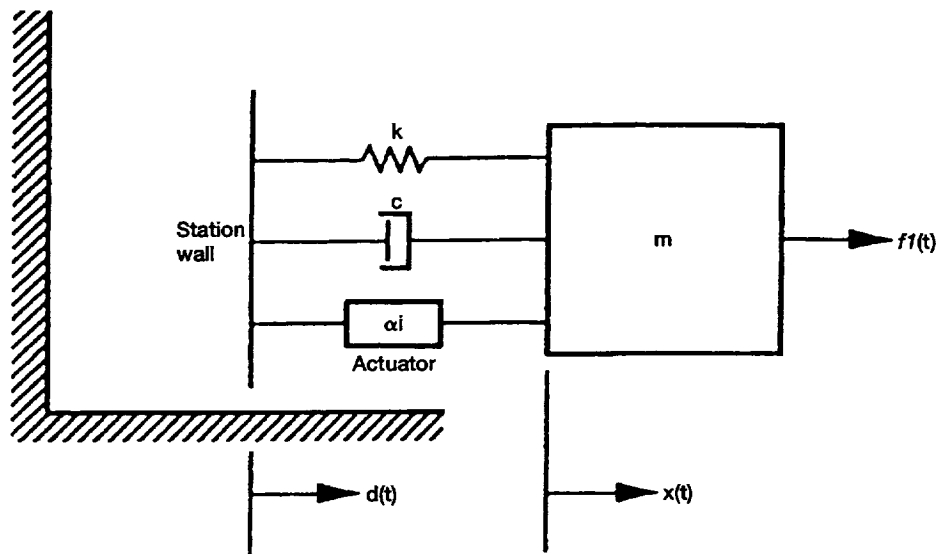 k
c
Station
wall
m
f1(t)
αi
Actuator
d(t)
x(t)